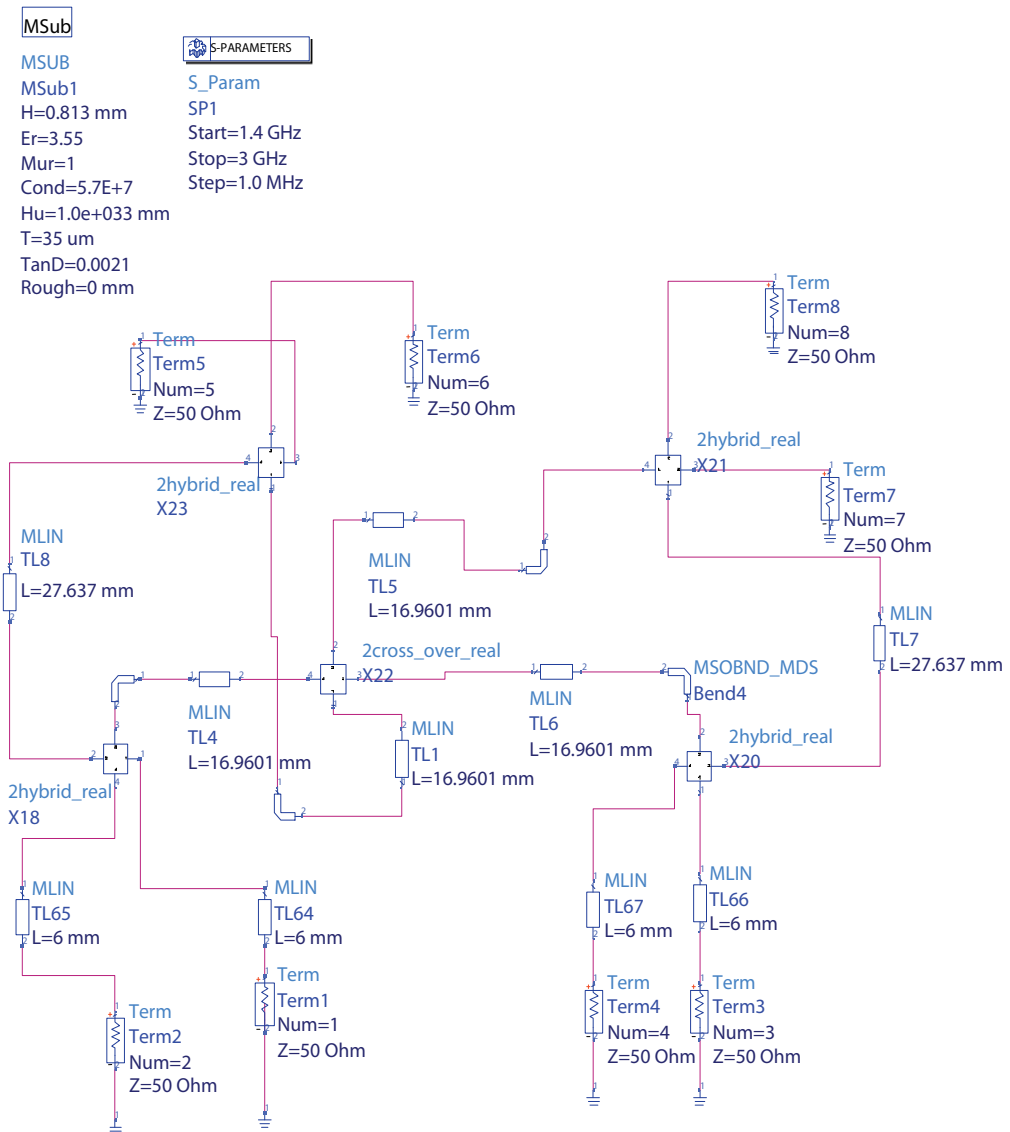 MSub
MSUB
MSub1
H=0.813 mm
Er=3.55
Mur=1
Cond=5.7E+7
Hu=1.0e+033 mm
T=35 um
TanD=0.0021
Rough=0 mm
S-PARAMETERS
S_Param
SP1
Start=1.4 GHz
Stop=3 GHz
Step=1.0 MHz
Term
Term5
Num=5
Z=50 Ohm
Term
Term6
Num=6
Z=50 Ohm
Term
Term8
Num=8
Z=50 Ohm
2hybrid_real
X23
2hybrid_real
X21
Term
Term7
Num=7
Z=50 Ohm
MLIN
TL8
L=27.637 mm
MLIN
TL5
L=16.9601 mm
MLIN
TL7
L=27.637 mm
2cross_over_real
X22
MLIN
TL4
L=16.9601 mm
MLIN
TL1
L=16.9601 mm
MLIN
TL6
L=16.9601 mm
MSOBND_MDS
Bend4
2hybrid_real
X20
2hybrid_real
X18
MLIN
TL65
L=6 mm
MLIN
TL64
L=6 mm
MLIN
TL67
L=6 mm
MLIN
TL66
L=6 mm
Term
Term2
Num=2
Z=50 Ohm
Term
Term1
Num=1
Z=50 Ohm
Term
Term4
Num=4
Z=50 Ohm
Term
Term3
Num=3
Z=50 Ohm